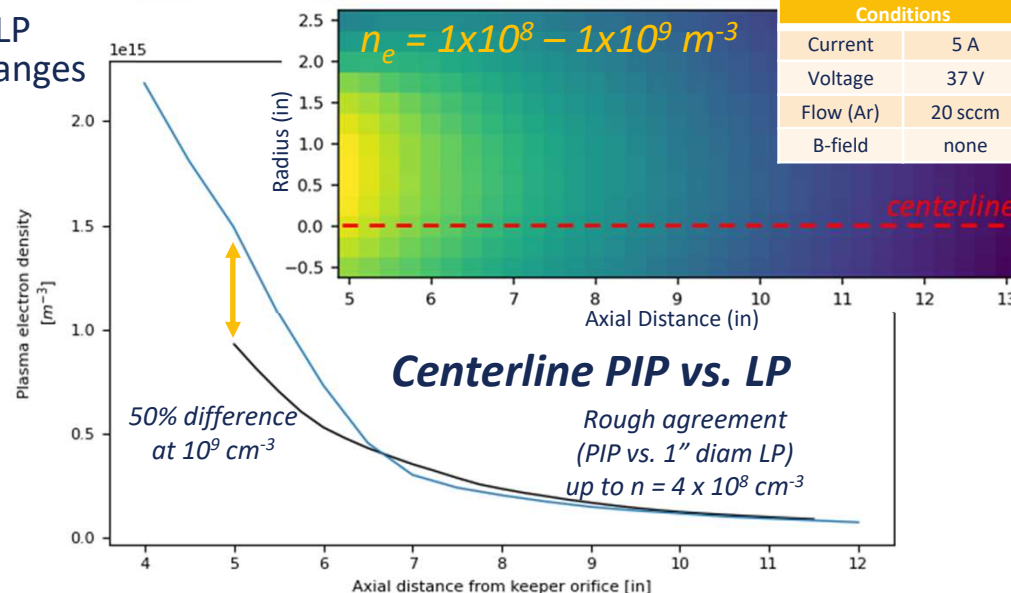 LP
anges
Conditions
Current 5 A
Voltage 37 V
Flow (Ar) 20 sccm
B-field none
nₑ = 1x10⁸ – 1x10⁹ m⁻³
Radius (in)
2.5
2.0
1.5
1.0
0.5
0.0
−0.5
centerline
5 6 7 8 9 10 11 12 13
Axial Distance (in)
1e15
Plasma electron density
[m⁻³]
2.0
1.5
1.0
0.5
0.0
Centerline PIP vs. LP
50% difference
at 10⁹ cm⁻³
Rough agreement
(PIP vs. 1” diam LP)
up to n = 4 x 10⁸ cm⁻³
4 5 6 7 8 9 10 11 12
Axial distance from keeper orifice [in]